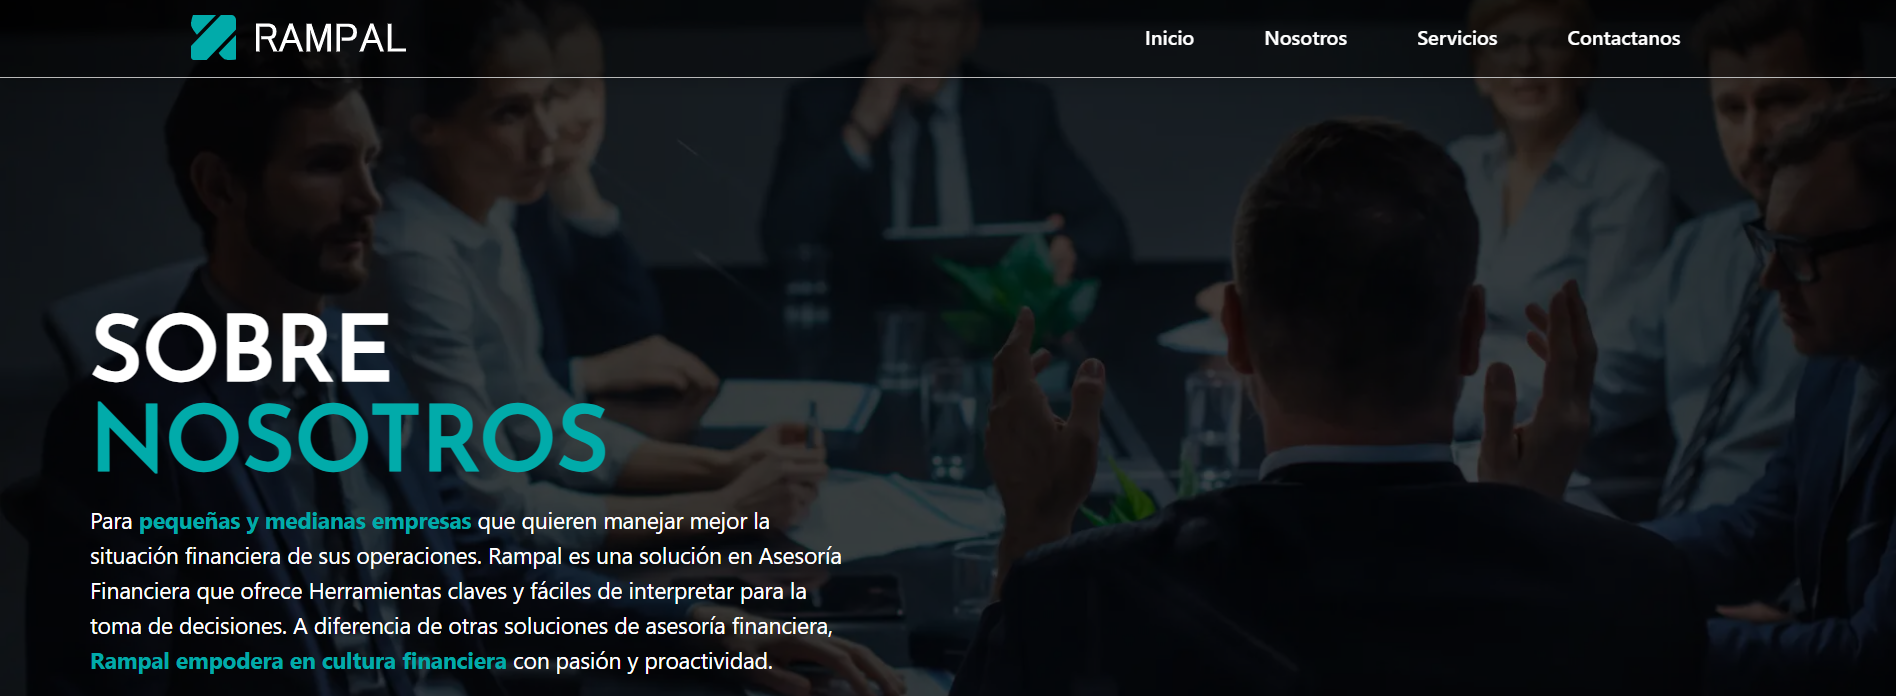 RAMPAL
Inicio Nosotros Servicios Contactanos
SOBRE
NOSOTROS
Para pequeñas y medianas empresas que quieren manejar mejor la
situación financiera de sus operaciones. Rampal es una solución en Asesoría
Financiera que ofrece Herramientas claves y fáciles de interpretar para la
toma de decisiones. A diferencia de otras soluciones de asesoría financiera,
Rampal empodera en cultura financiera con pasión y proactividad.